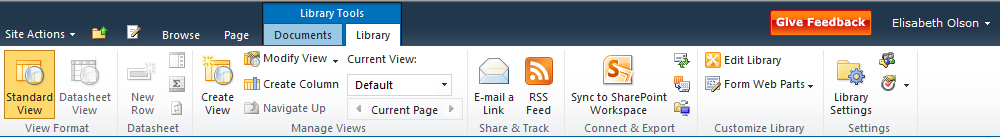 Library Tools
Site Actions Browse Page Documents Library Give Feedback Elisabeth Olson
Standard View
Datasheet View
New Row
Create View
Modify View
Create Column
Navigate Up
Current View:
Default
Current Page
E-mail a Link
RSS Feed
Sync to SharePoint Workspace
Edit Library
Form Web Parts
Library Settings
View Format Datasheet Manage Views Share & Track Connect & Export Customize Library Settings